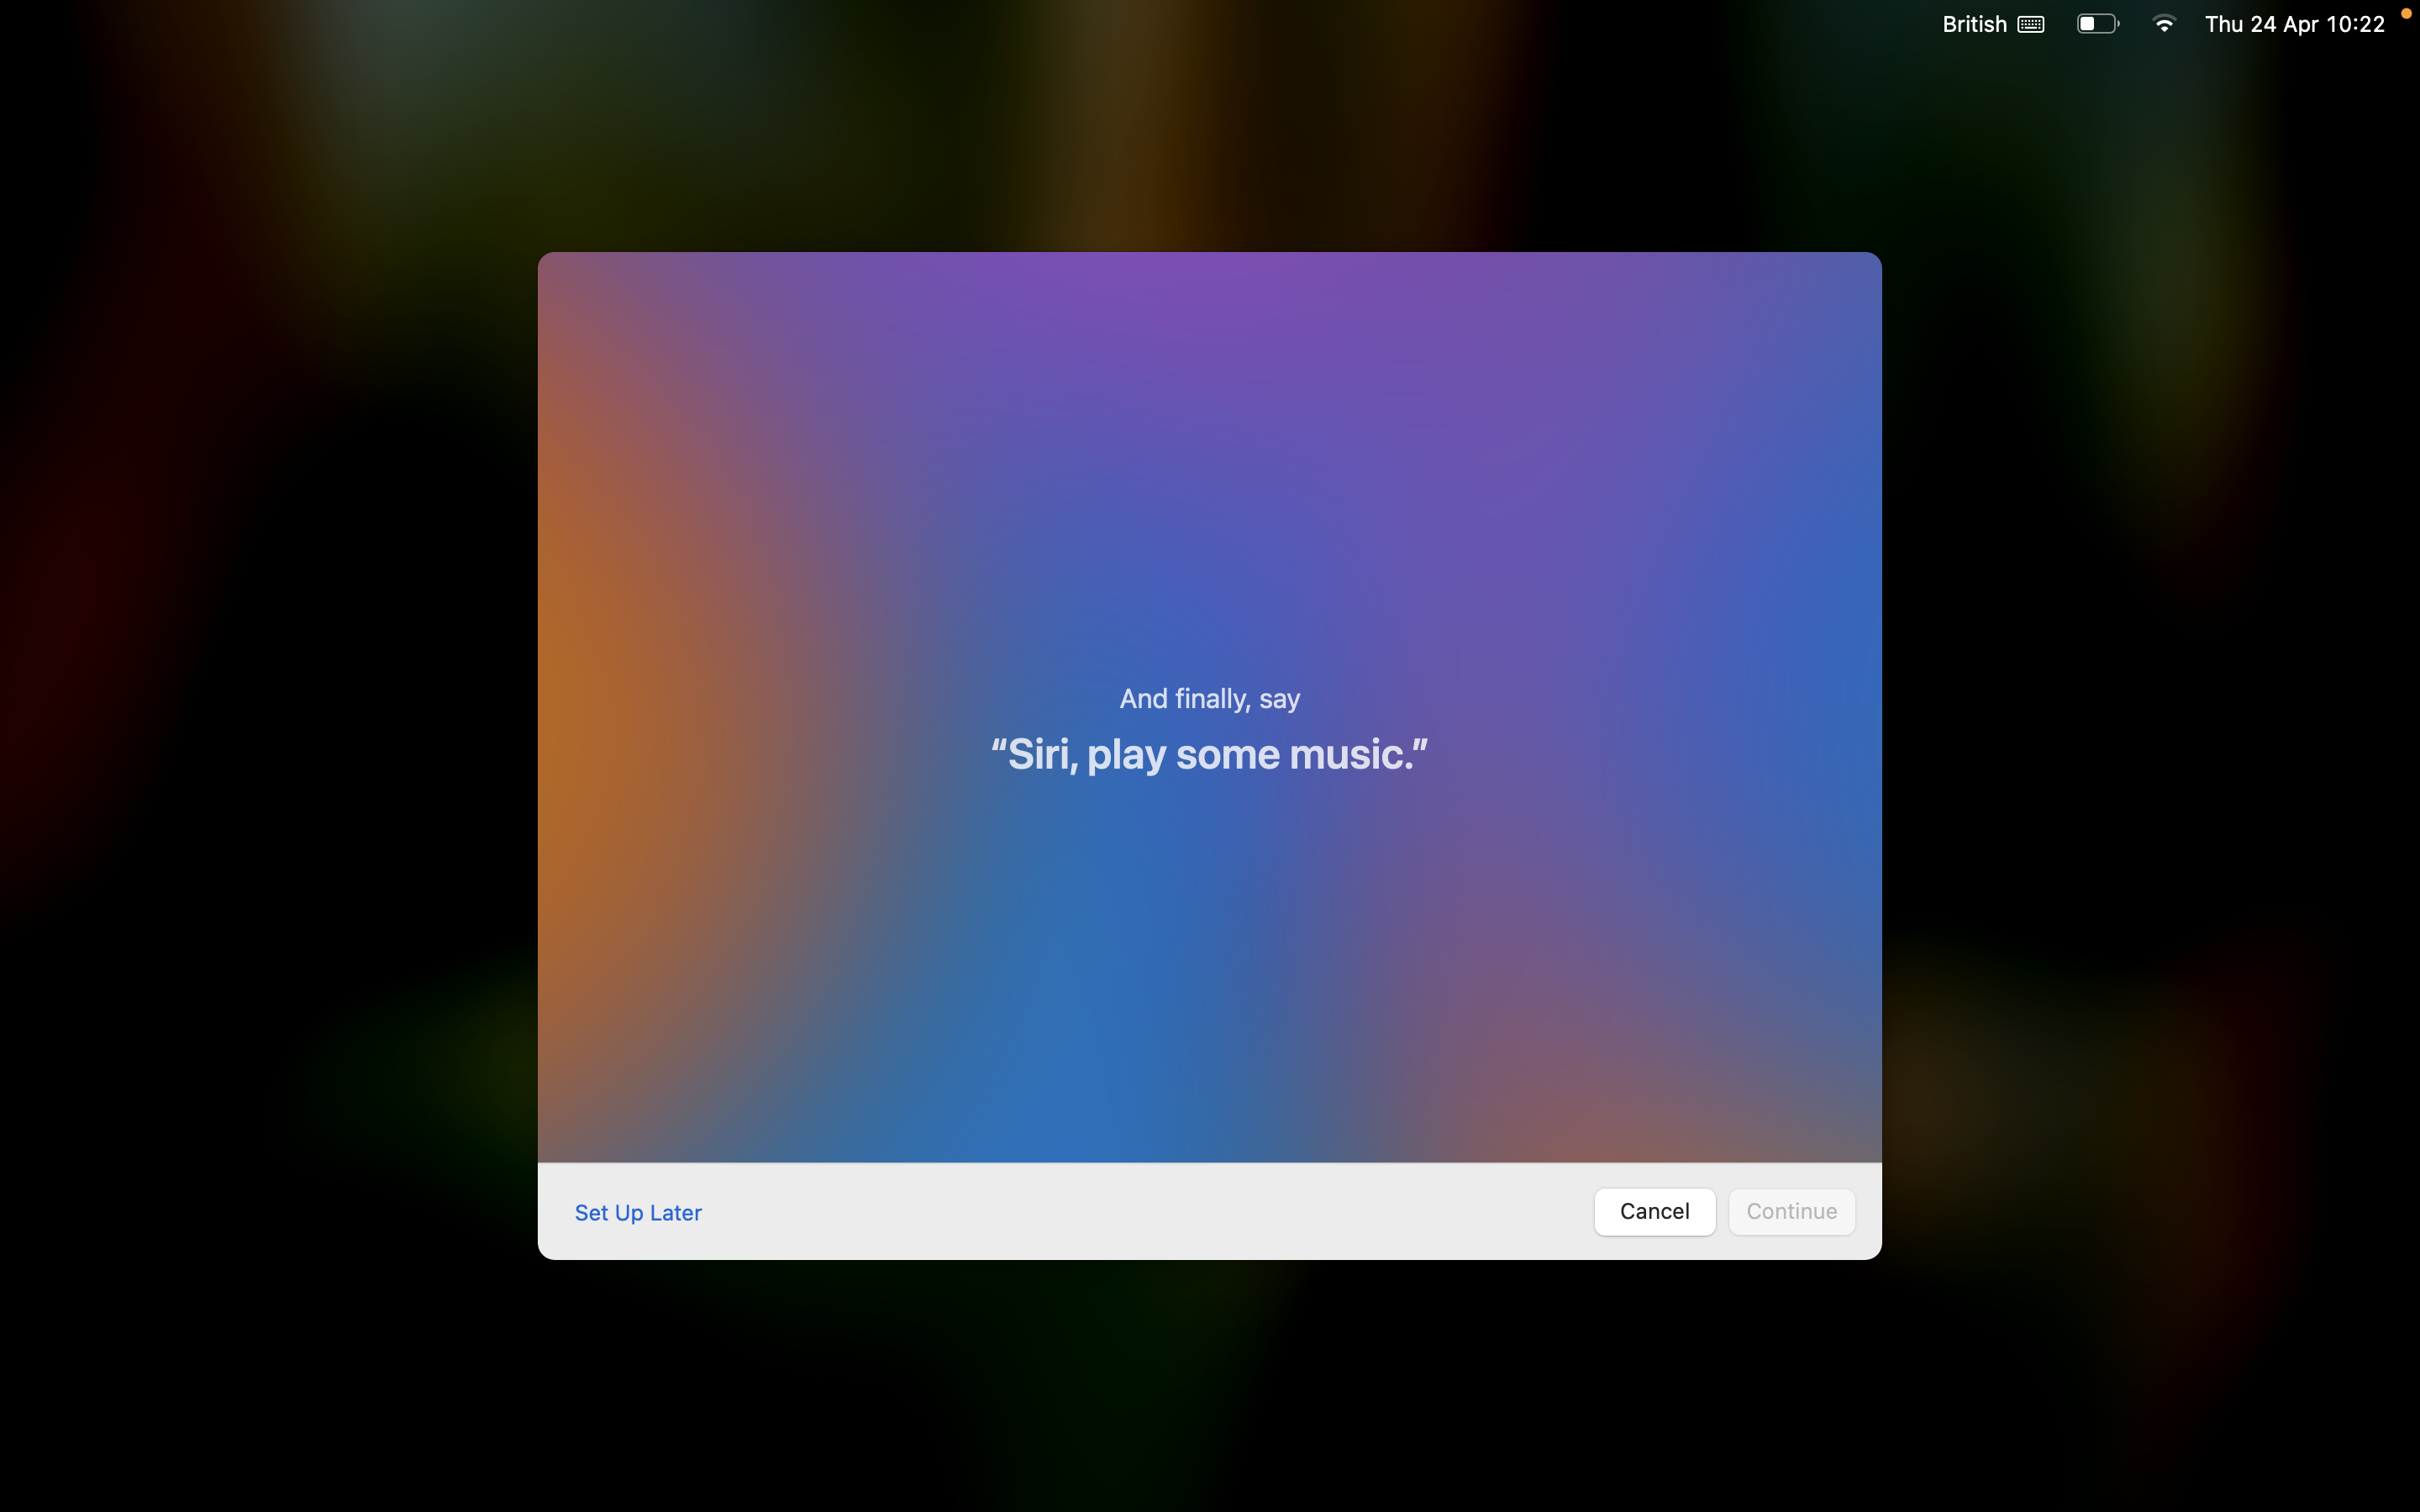 British
Thu 24 Apr 10:22
And finally, say
“Siri, play some music.”
Set Up Later
Cancel
Continue